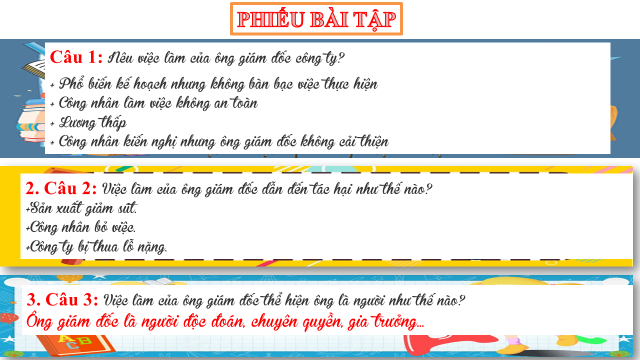 PHIẾU BÀI TẬP
Câu 1: Nêu việc làm của ông giám đốc công ty?
+ Phổ biến kế hoạch nhưng không bàn bạc việc thực hiện
+ Công nhân làm việc không an toàn
+ Lương thấp
+ Công nhân kiến nghị nhưng ông giám đốc không cải thiện
2. Câu 2: Việc làm của ông giám đốc dẫn đến tác hại như thế nào?
+Sản xuất giảm sút.
+Công nhân bỏ việc.
+Công ty bị thua lỗ nặng.
3. Câu 3: Việc làm của ông giám đốc thể hiện ông là người như thế nào?
Ông giám đốc là người độc đoán, chuyên quyền, gia trưởng...